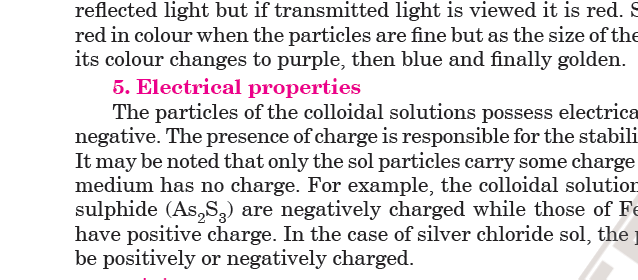 reflected light but if transmitted light is viewed it is red.
red in colour when the particles are fine but as the size of the
its colour changes to purple, then blue and finally golden.
5. Electrical properties
The particles of the colloidal solutions possess
negative. The presence of charge is responsible for the
It may be noted that only the sol particles carry some charge
medium has no charge. For example, the colloidal
sulphide (As₂S₃) are negatively charged while those of
have positive charge. In the case of silver chloride sol, the
be positively or negatively charged.